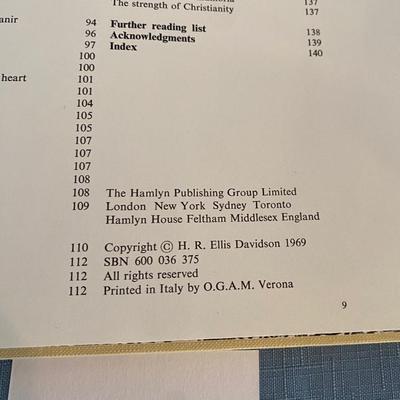 anir
heart
94
96
97
100
100
101
101
104
105
105
107
107
107
108
108
109
110
112
112
112
The strength of Christianity 137
137
Further reading list 138
Acknowledgments 139
Index 140
The Hamlyn Publishing Group Limited
London New York Sydney Toronto
Hamlyn House Feltham Middlesex England
Copyright © H. R. Ellis Davidson 1969
SBN 600 036 375
All rights reserved
Printed in Italy by O.G.A.M. Verona
9